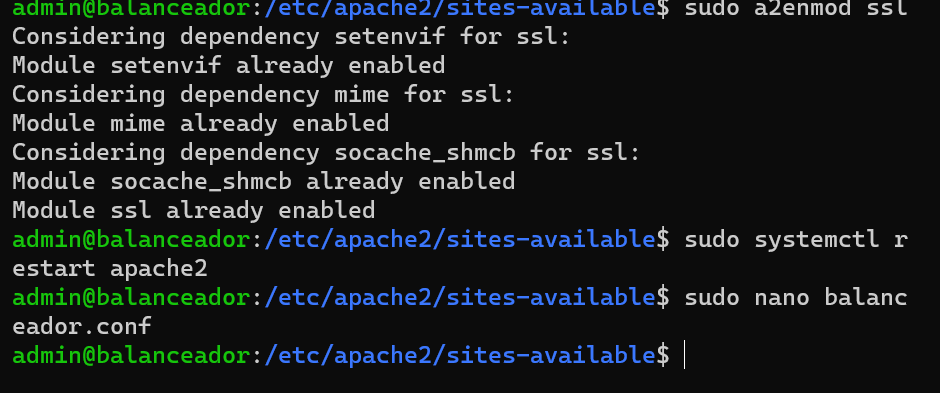 admin@balanceador:/etc/apache2/sites-available$ sudo a2enmod ssl
Considering dependency setenvif for ssl:
Module setenvif already enabled
Considering dependency mime for ssl:
Module mime already enabled
Considering dependency socache_shmcb for ssl:
Module socache_shmcb already enabled
Module ssl already enabled
admin@balanceador:/etc/apache2/sites-available$ sudo systemctl r
estart apache2
admin@balanceador:/etc/apache2/sites-available$ sudo nano balanc
eador.conf
admin@balanceador:/etc/apache2/sites-available$